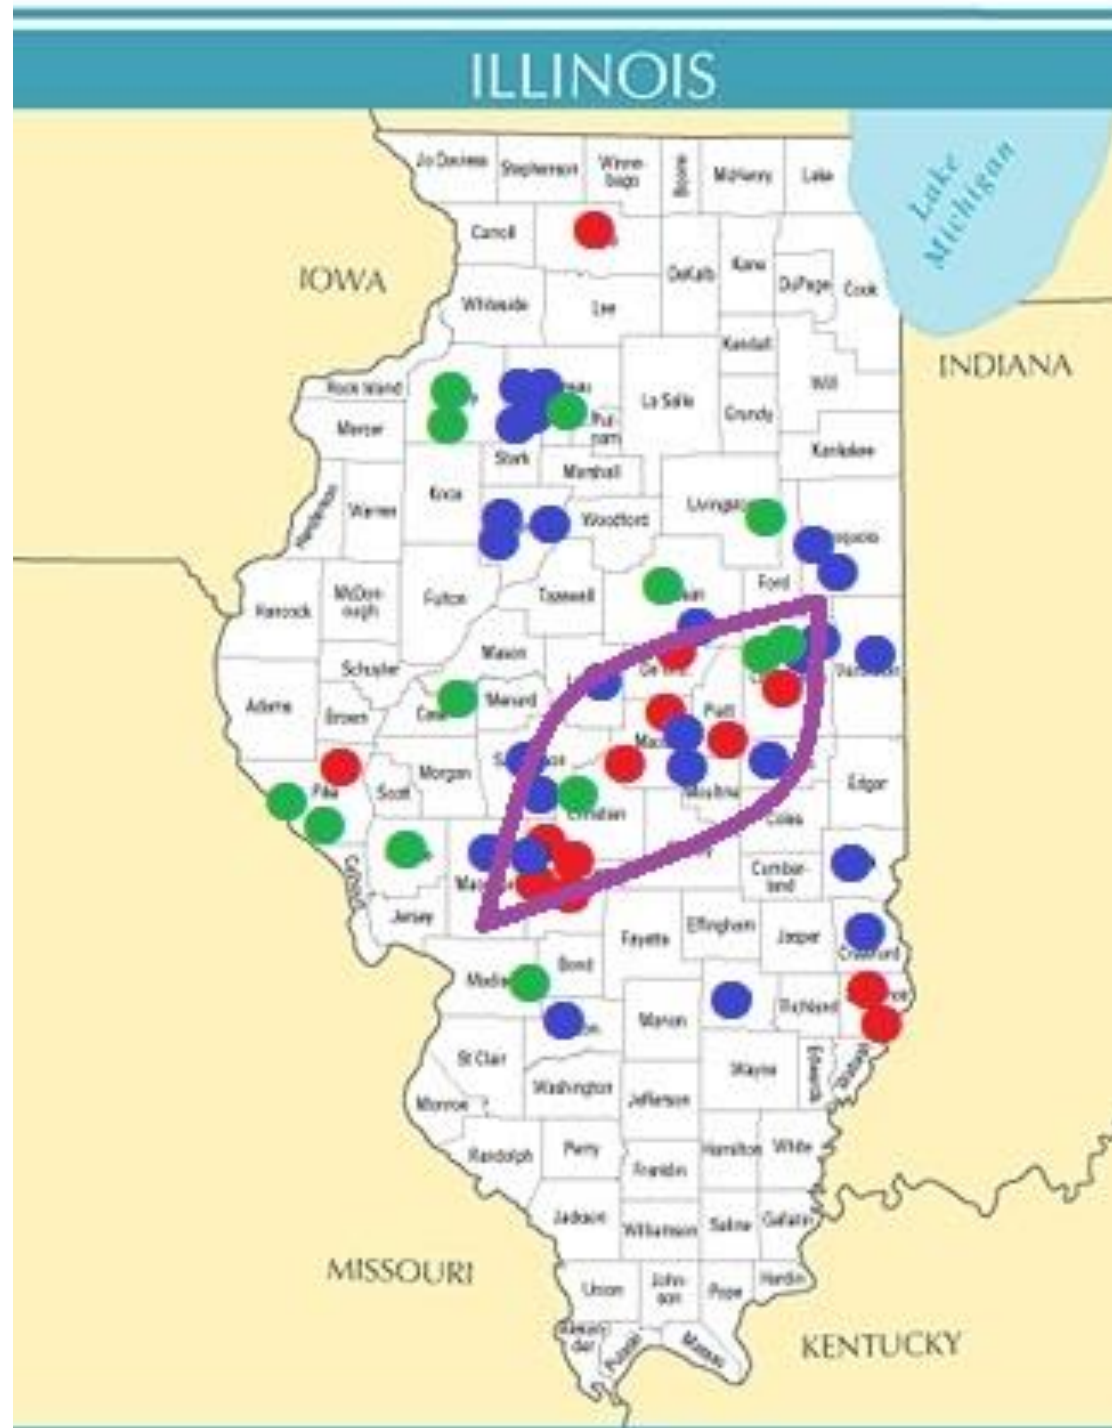 ILLINOIS
Lake
Michigan
IOWA
INDIANA
MISSOURI
KENTUCKY
Jo Daviess
Stephenson
Winne-
bago
Boone
McHenry
Lake
Carroll
DeKalb
Kane
DuPage
Cook
Whiteside
Lee
Kendall
Will
Rock Island
La Salle
Grundy
Mercer
Put-
nam
Kankakee
Stark
Marshall
Henderson
Warren
Knox
Woodford
Ford
Hancock
McDon-
ough
Fulton
Tazewell
Mason
Schuyler
Adams
Brown
Menard
Piatt
Morgan
Scott
Edgar
Coles
Cumber-
land
Calhoun
Jersey
Fayette
Effingham
Jasper
Bond
Richland
Marion
St Clair
Wayne
Edwards
Wabash
Monroe
Washington
Jefferson
Randolph
Perry
Hamilton
White
Franklin
Jackson
Williamson
Saline
Gallatin
Union
John-
son
Pope
Hardin
Pulaski
Massac